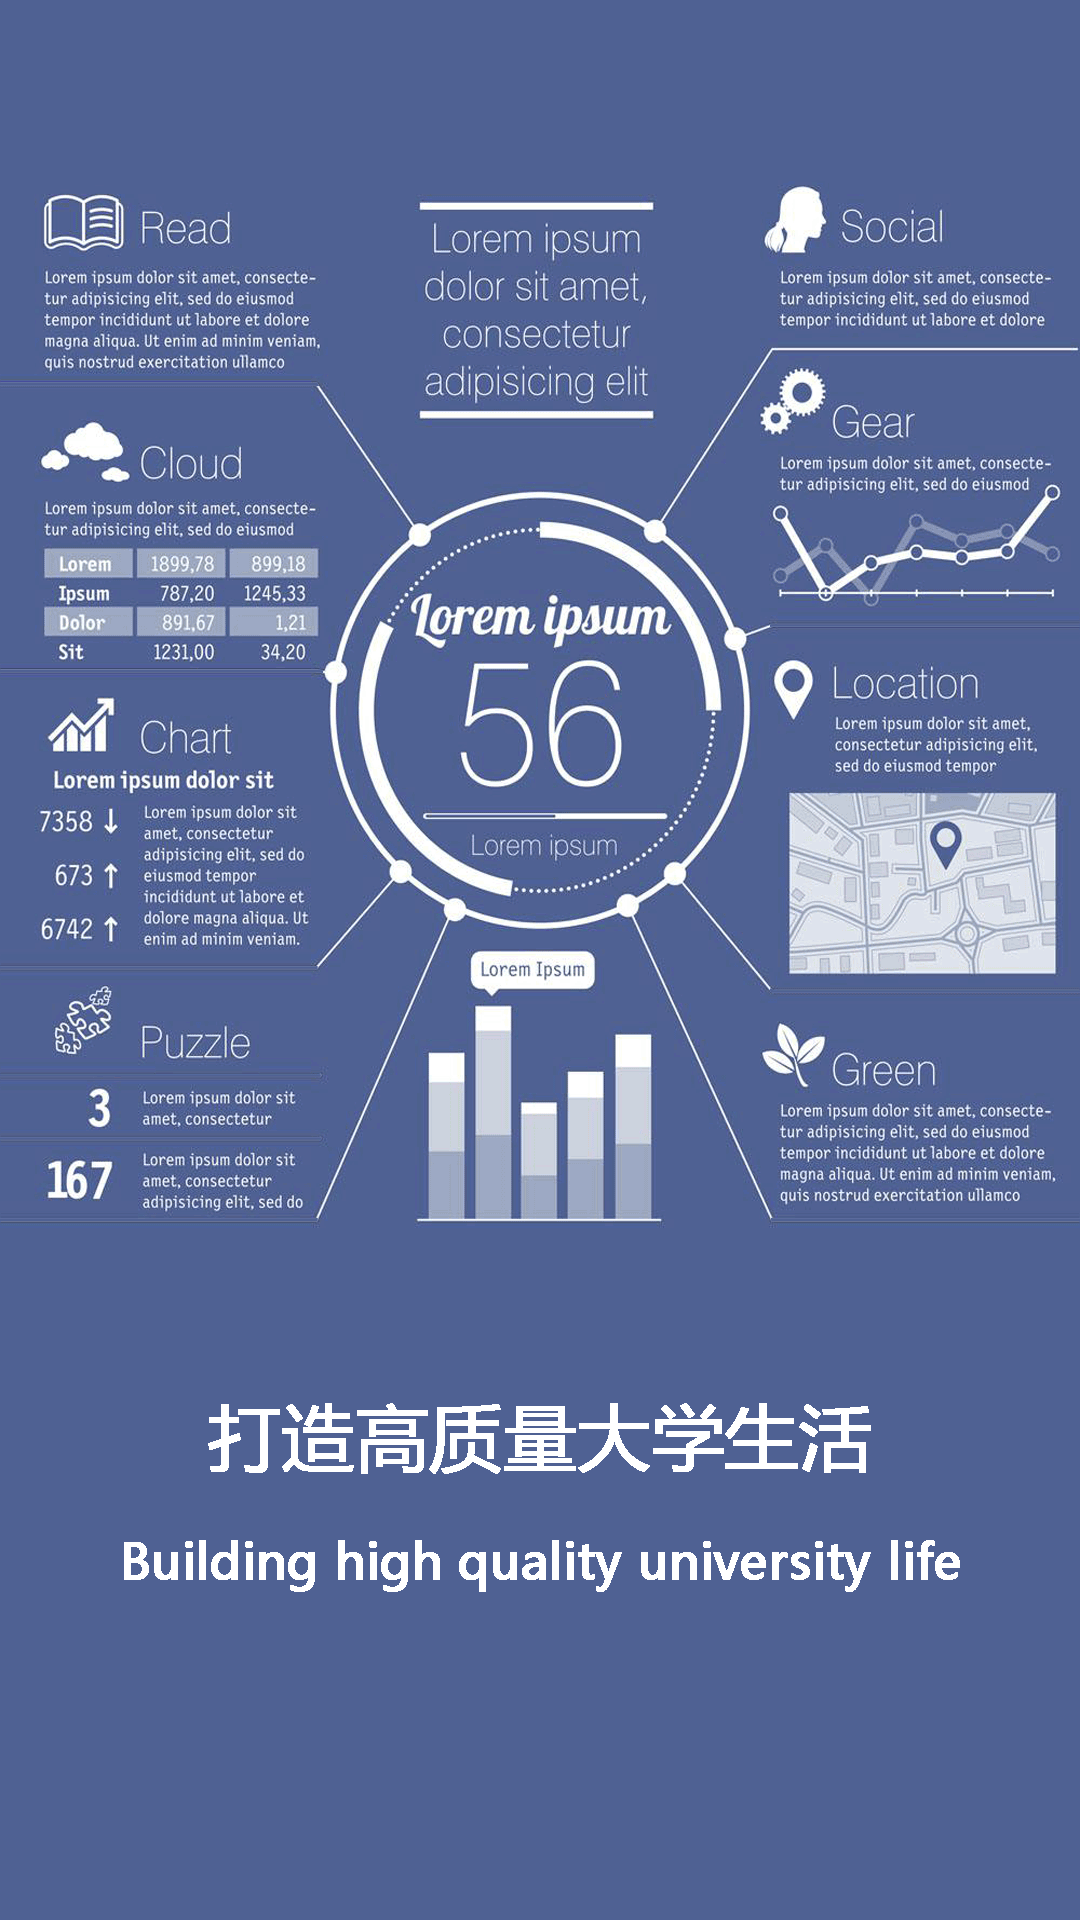 Read
Lorem ipsum dolor sit amet, consecte-
tur adipisicing elit, sed do eiusmod
tempor incididunt ut labore et dolore
magna aliqua. Ut enim ad minim veniam,
quis nostrud exercitation ullamco
Cloud
Lorem ipsum dolor sit amet, consecte-
tur adipisicing elit, sed do eiusmod
Lorem 1899,78 899,18
Ipsum 787,20 1245,33
Dolor 891,67 1,21
Sit 1231,00 34,20
Chart
Lorem ipsum dolor sit
7358 ↓
673 ↑
6742 ↑
Lorem ipsum dolor sit
amet, consectetur
adipisicing elit, sed do
eiusmod tempor
incididunt ut labore et
dolore magna aliqua. Ut
enim ad minim veniam.
Puzzle
3
Lorem ipsum dolor sit
amet, consectetur
167
Lorem ipsum dolor sit
amet, consectetur
adipisicing elit, sed do
Lorem ipsum
dolor sit amet,
consectetur
adipisicing elit
Lorem ipsum
56
Lorem ipsum
Lorem Ipsum
Social
Lorem ipsum dolor sit amet, consecte-
tur adipisicing elit, sed do eiusmod
tempor incididunt ut labore et dolore
Gear
Lorem ipsum dolor sit amet, consecte-
tur adipisicing elit, sed do eiusmod
Location
Lorem ipsum dolor sit amet,
consectetur adipisicing elit,
sed do eiusmod tempor
Green
Lorem ipsum dolor sit amet, consecte-
tur adipisicing elit, sed do eiusmod
tempor incididunt ut labore et dolore
magna aliqua. Ut enim ad minim veniam,
quis nostrud exercitation ullamco
打造高质量大学生活
Building high quality university life